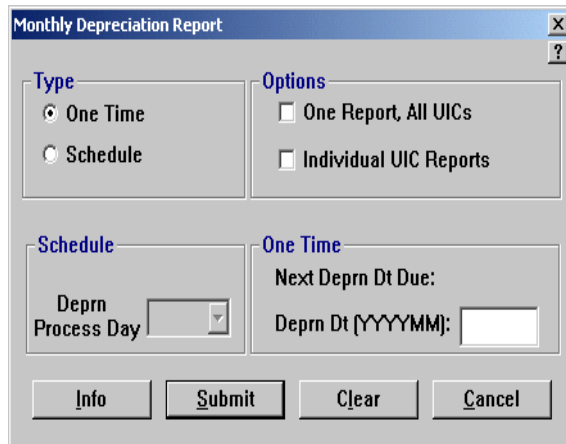 Monthly Depreciation Report
X
?
Type
One Time
Schedule
Options
One Report, All UICs
Individual UIC Reports
Schedule
Deprn
Process Day
One Time
Next Deprn Dt Due:
Deprn Dt (YYYYMM):
Info
Submit
Clear
Cancel